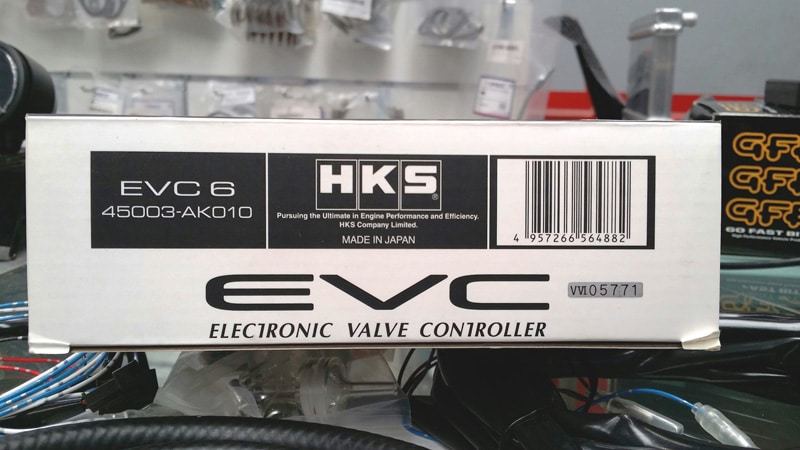 EVC 6
45003-AK010
HKS®
Pursuing the Ultimate in Engine Performance and Efficiency.
HKS Company Limited.
MADE IN JAPAN
4 957266 564882
EVC
VVI05771
ELECTRONIC VALVE CONTROLLER
GO FAST BI